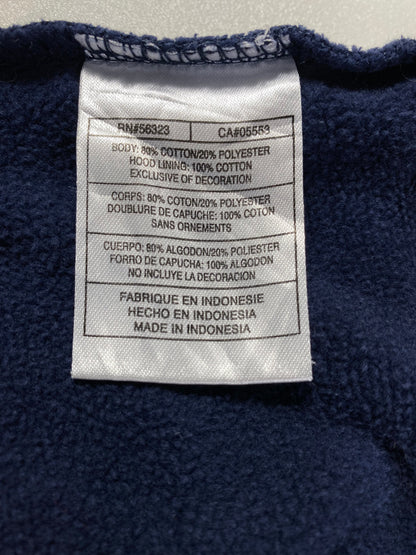 RN#56323 CA#05553
BODY: 80% COTTON/20% POLYESTER
HOOD LINING: 100% COTTON
EXCLUSIVE OF DECORATION
CORPS: 80% COTON/20% POLYESTER
DOUBLURE DE CAPUCHE: 100% COTON
SANS ORNEMENTS
CUERPO: 80% ALGODON/20% POLIESTER
FORRO DE CAPUCHA: 100% ALGODON
NO INCLUYE LA DECORACION
FABRIQUE EN INDONESIE
HECHO EN INDONESIA
MADE IN INDONESIA